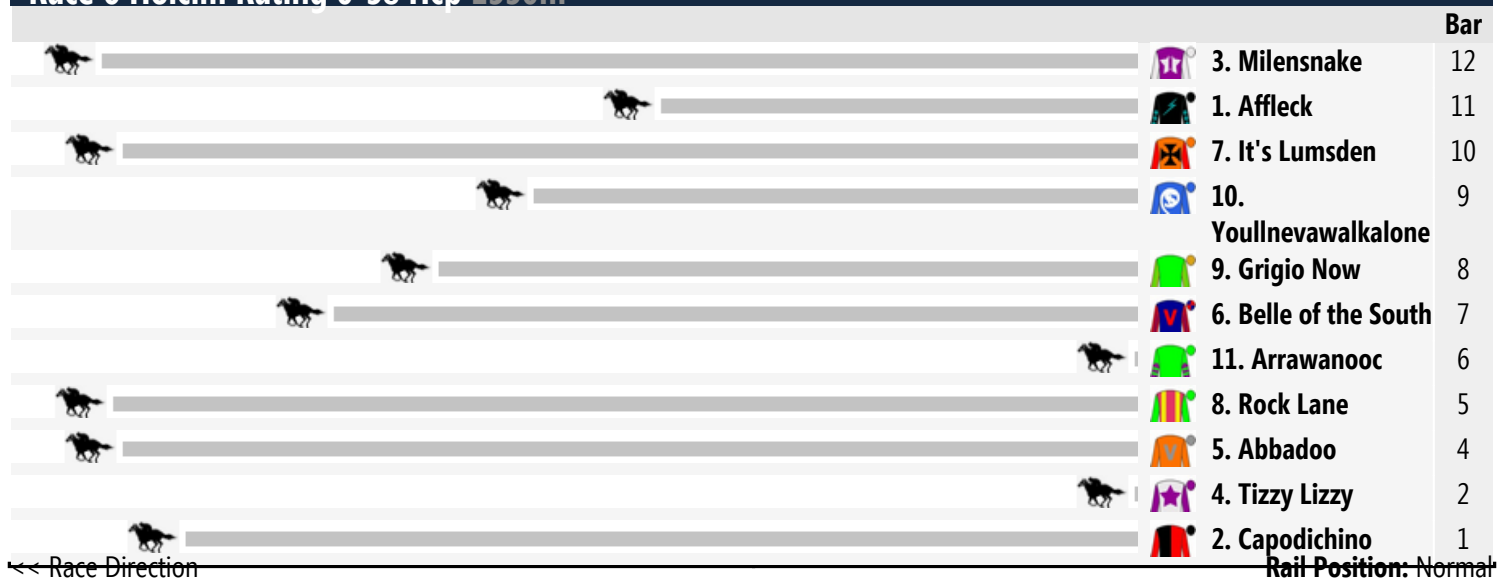 Bar
3. Milensnake 12
1. Affleck 11
7. It's Lumsden 10
10. 9
Youllnevawalkalone
9. Grigio Now 8
6. Belle of the South 7
11. Arrawanooc 6
8. Rock Lane 5
5. Abbadoo 4
4. Tizzy Lizzy 2
2. Capodichino 1
<< Race Direction Rail Position: Normal